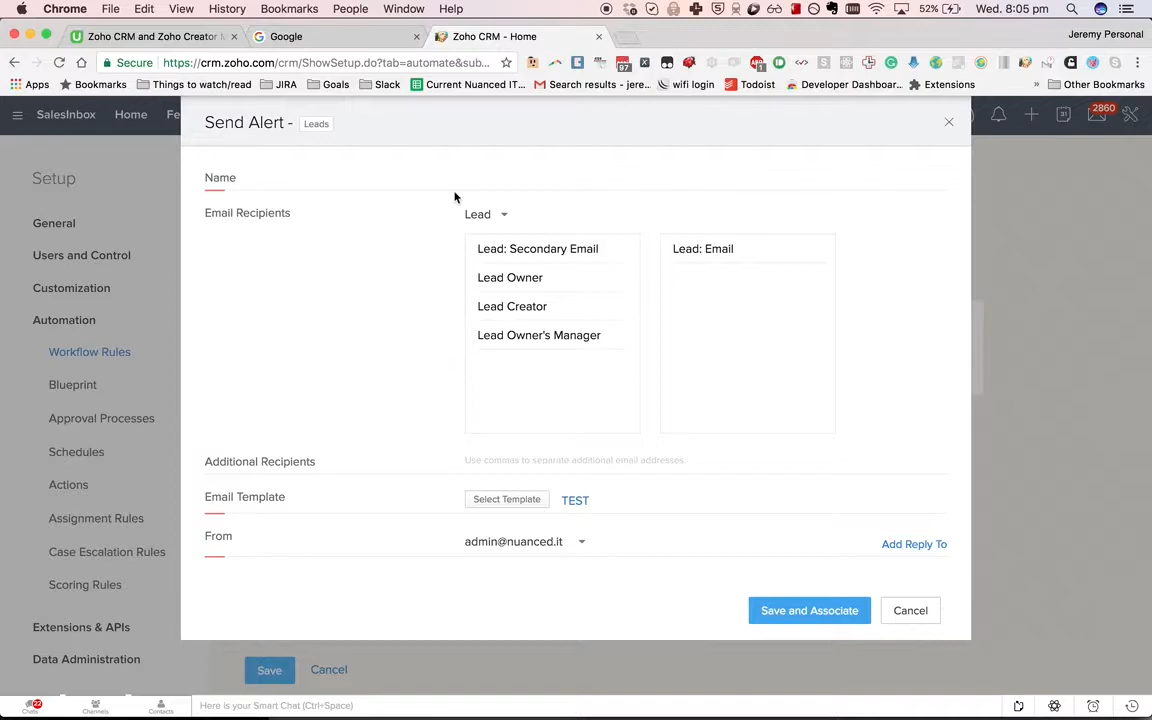 Chrome File Edit View History Bookmarks People Window Help 52% Wed. 8:05 pm
Zoho CRM and Zoho Creator M × Google × Zoho CRM - Home × Jeremy Personal
Secure https://crm.zoho.com/crm/ShowSetup.do?tab=automate&sub...
Apps Bookmarks Things to watch/read JIRA Goals Slack Current Nuanced IT... Search results - jere... wifi login Todoist Developer Dashboar... Extensions » Other Bookmarks
SalesInbox Home Fe 2860
Send Alert - Leads
Setup
Name
General
Email Recipients
Lead
Users and Control
Lead: Secondary Email
Lead: Email
Customization
Lead Owner
Automation
Lead Creator
Workflow Rules
Lead Owner's Manager
Blueprint
Approval Processes
Schedules
Additional Recipients
Use commas to separate additional email addresses.
Actions
Email Template
Select Template TEST
Assignment Rules
From
admin@nuanced.it
Add Reply To
Case Escalation Rules
Scoring Rules
Save and Associate
Cancel
Extensions & APIs
Data Administration
Save
Cancel
Chats 22
Channels
Contacts
Here is your Smart Chat (Ctrl+Space)